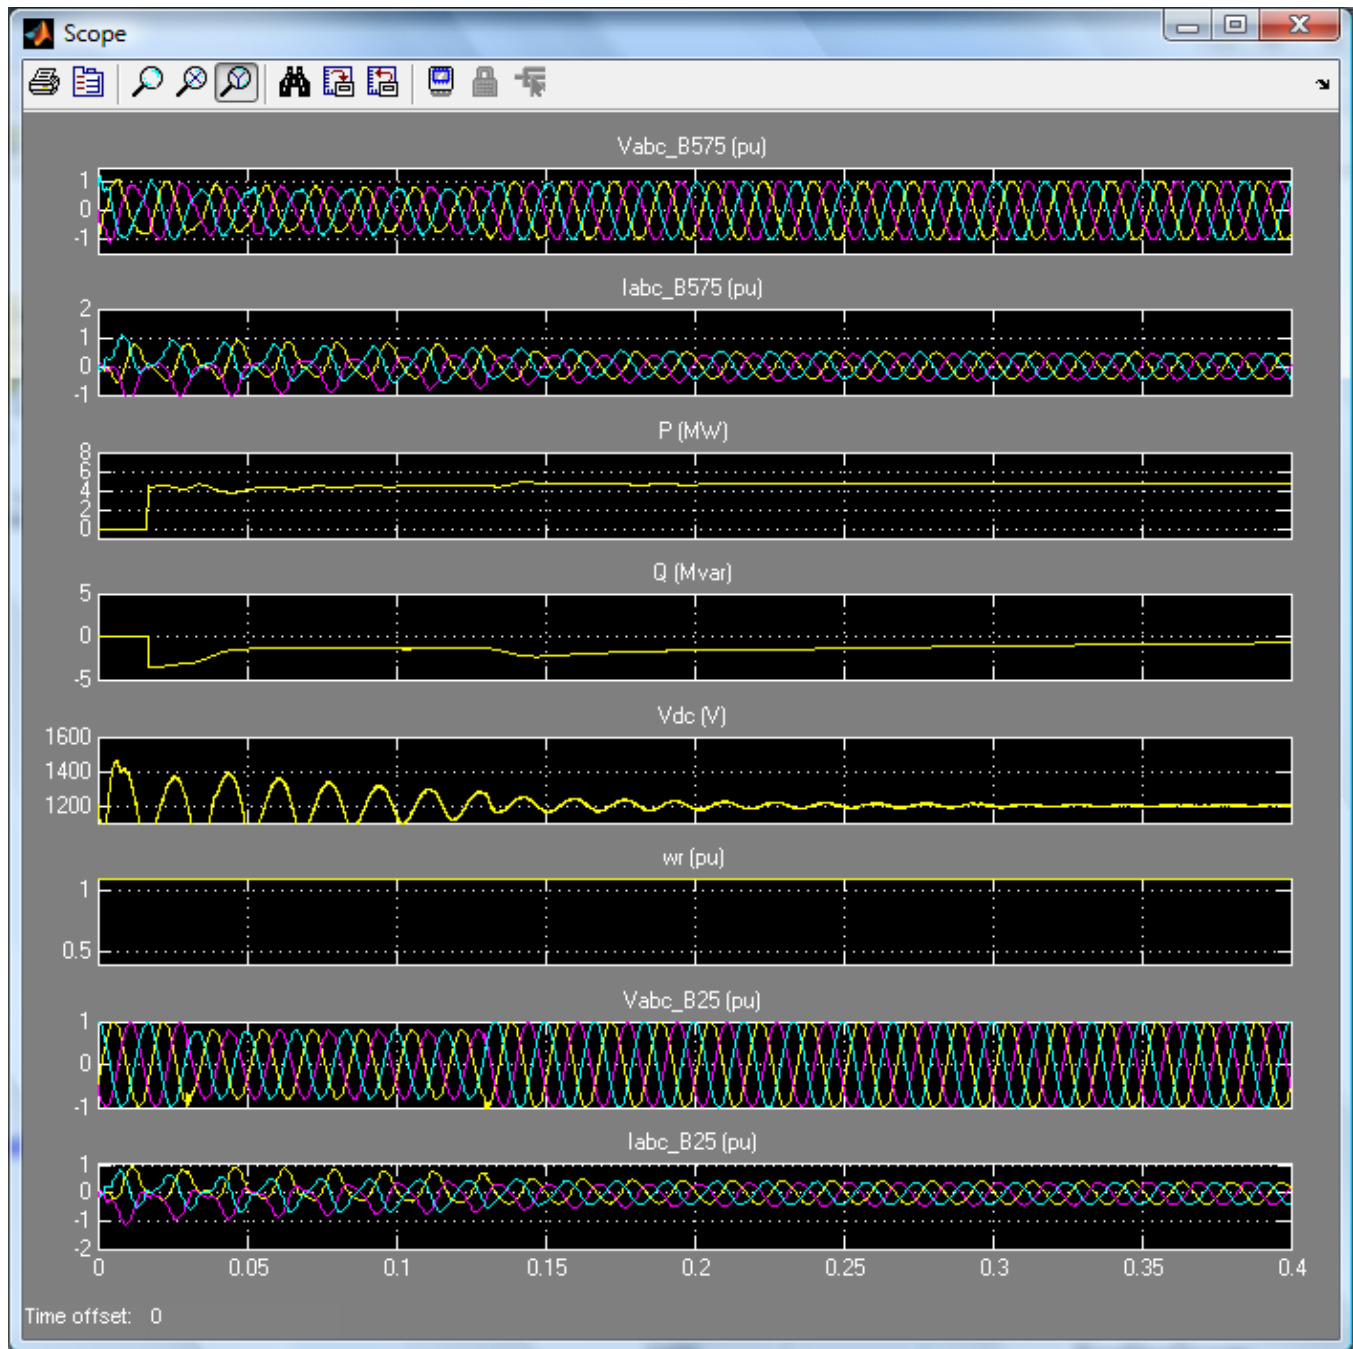 Scope
Vabc_B575 (pu)
1
0
-1
Iabc_B575 (pu)
2
1
0
-1
P (MW)
8
6
4
2
0
Q (Mvar)
5
0
-5
Vdc (V)
1600
1400
1200
wr (pu)
1
0.5
Vabc_B25 (pu)
1
0
-1
Iabc_B25 (pu)
1
0
-1
-2
0 0.05 0.1 0.15 0.2 0.25 0.3 0.35 0.4
Time offset: 0